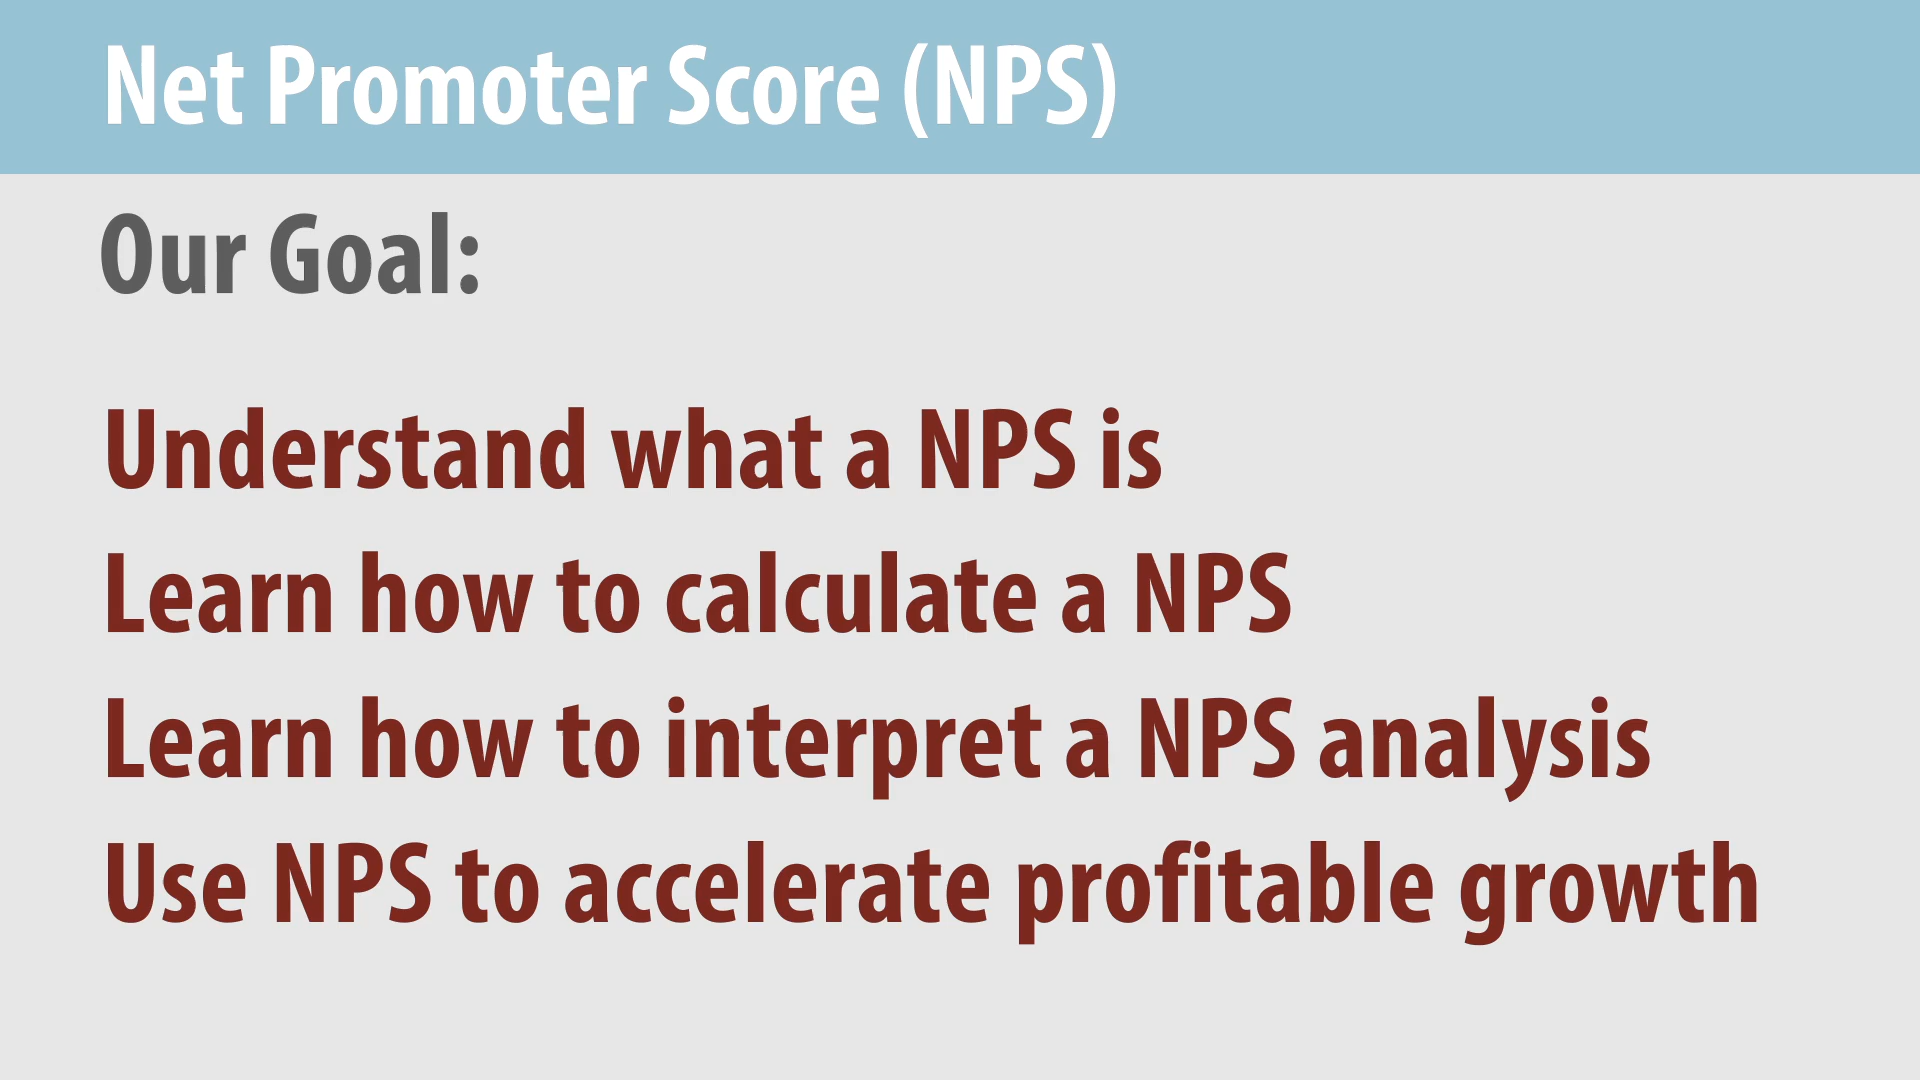 Net Promoter Score (NPS)
Our Goal:
Understand what a NPS is
Learn how to calculate a NPS
Learn how to interpret a NPS analysis
Use NPS to accelerate profitable growth